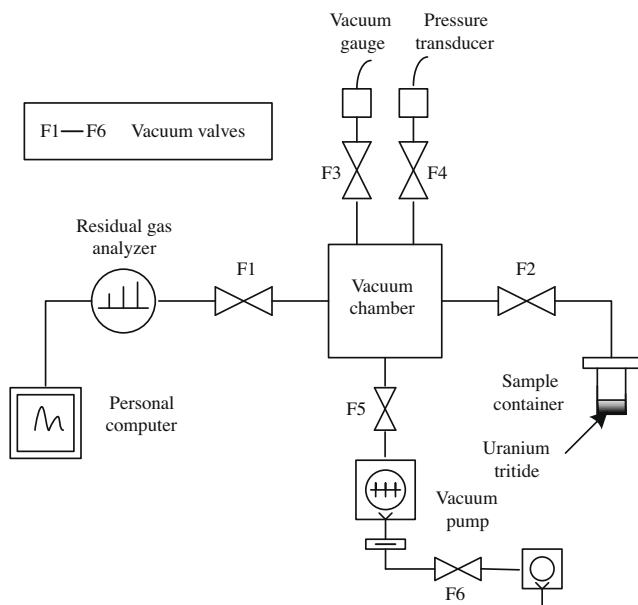 Vacuum
gauge
Pressure
transducer
F1—F6 Vacuum valves
F3
F4
Residual gas
analyzer
F1
Vacuum
chamber
F2
Personal
computer
F5
Sample
container
Uranium
tritide
Vacuum
pump
F6